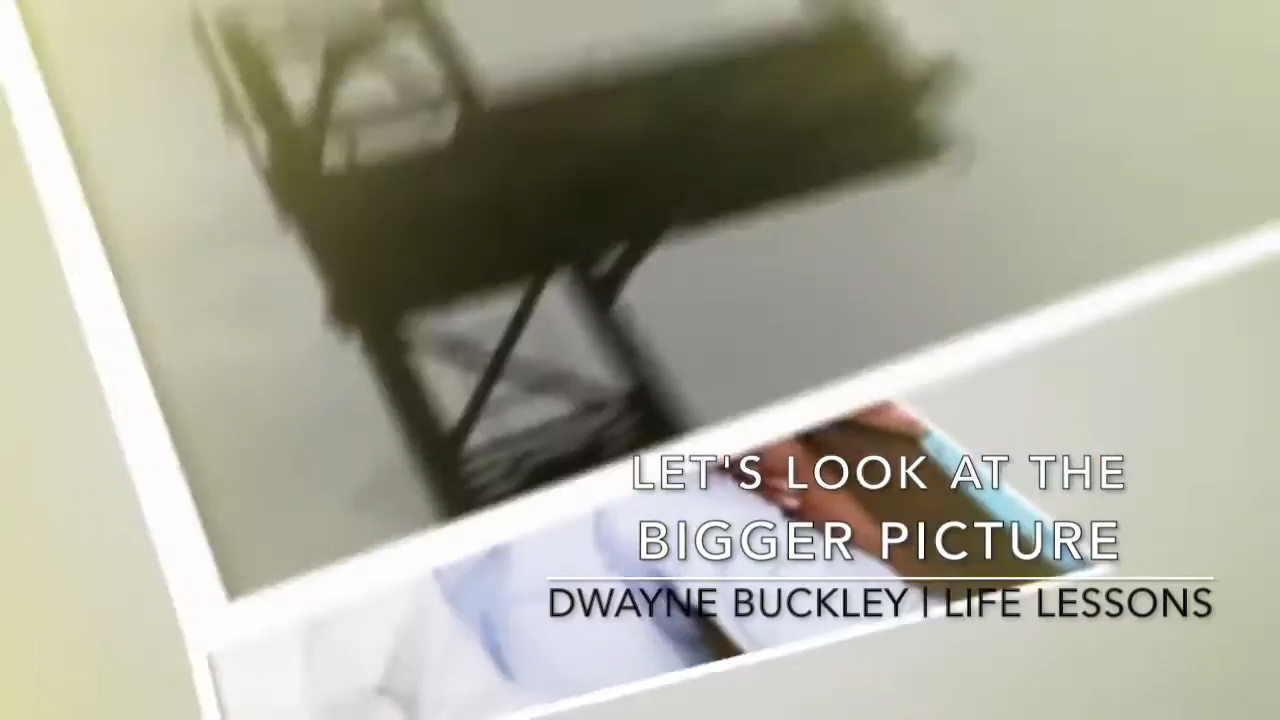 LET'S LOOK AT THE
BIGGER PICTURE
DWAYNE BUCKLEY | LIFE LESSONS